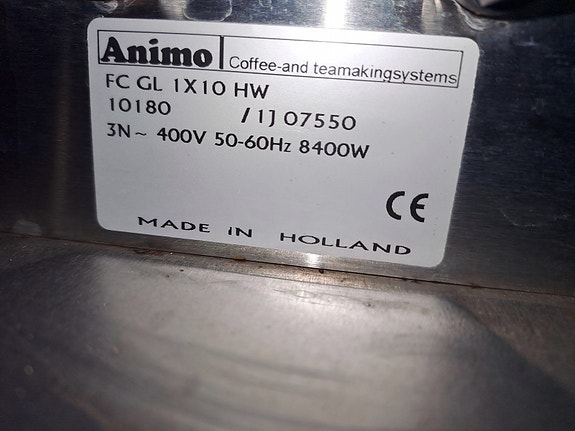 Animo Coffee-and teamakingsystems
FC GL 1X10 HW
10180 /1J 07550
3N~ 400V 50-60Hz 8400W
CE
MADE IN HOLLAND